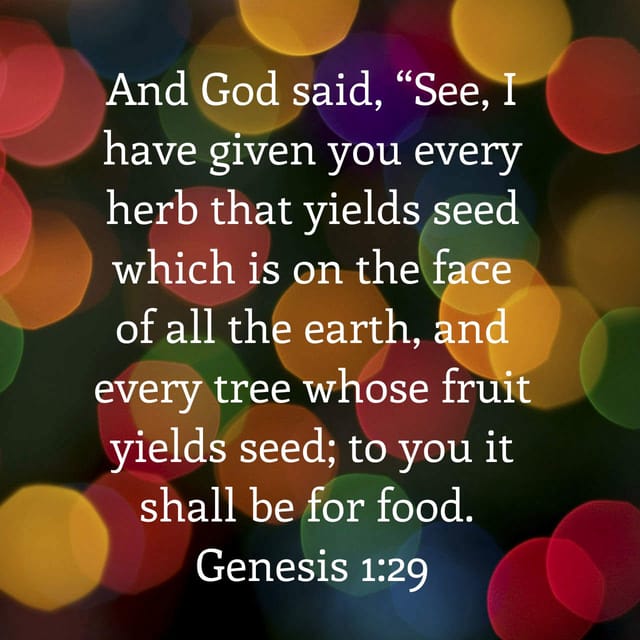 And God said, “See, I
have given you every
herb that yields seed
which is on the face
of all the earth, and
every tree whose fruit
yields seed; to you it
shall be for food.
Genesis 1:29